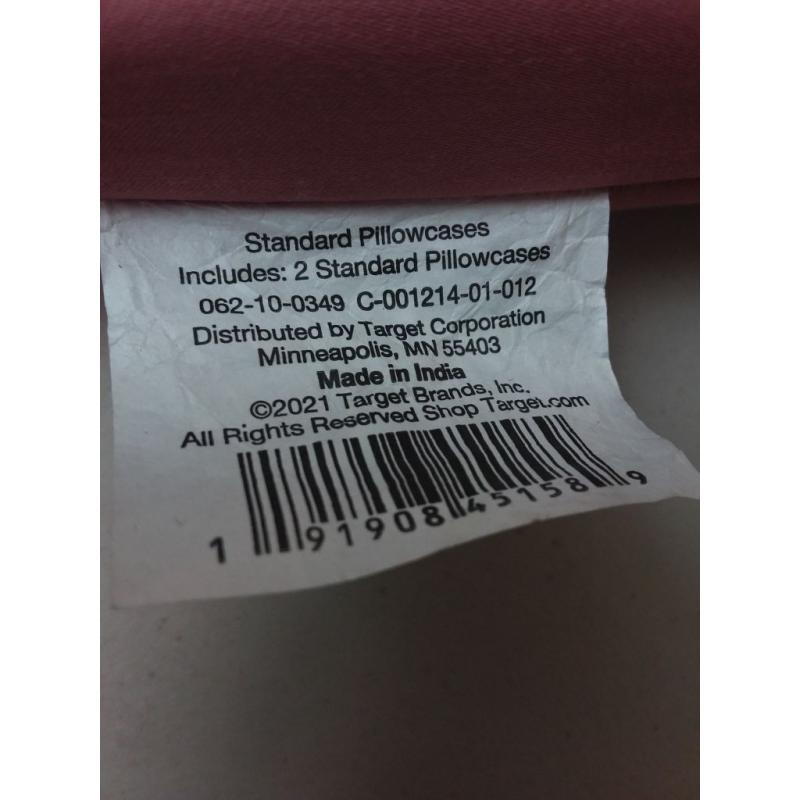 Standard Pillowcases
Includes: 2 Standard Pillowcases
062-10-0349 C-001214-01-012
Distributed by Target Corporation
Minneapolis, MN 55403
Made in India
©2021 Target Brands, Inc.
All Rights Reserved Shop Target.com
1 91908 45158 9